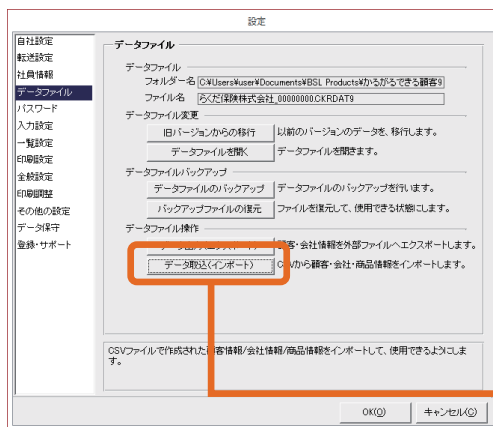 設定
自社設定
転送設定
社員情報
データファイル
パスワード
入力設定
一覧設定
印刷設定
全般設定
印刷調整
その他の設定
データ保守
登録・サポート
データファイル
データファイル
フォルダー名 C:¥Users¥user¥Documents¥BSL Products¥かるがるできる顧客9
ファイル名 らくだ保険株式会社_00000000.CKRDAT9
データファイル変更
旧バージョンからの移行 以前のバージョンのデータを、移行します。
データファイルを開く データファイルを開きます。
データファイルバックアップ
データファイルのバックアップ データファイルのバックアップを行います。
バックアップファイルの復元 ファイルを復元して、使用できる状態にします。
データファイル操作
顧客・会社情報を外部ファイルへエクスポートします。
データ取込(インポート) CSVから顧客・会社・商品情報をインポートします。
CSVファイルで作成された顧客情報/会社情報/商品情報をインポートして、使用できるようにしま
す。
OK(O) キャンセル(C)